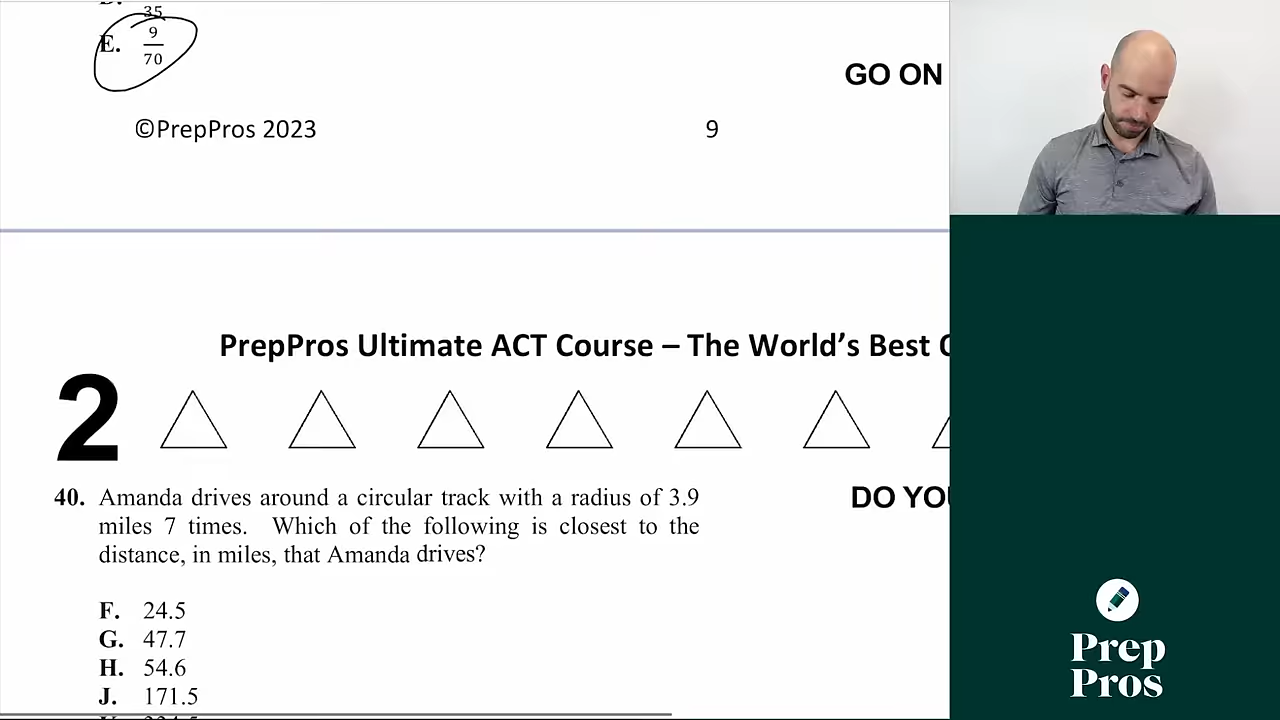 35
E. 9
70
GO ON
©PrepPros 2023
9
PrepPros Ultimate ACT Course – The World’s Best
2
40. Amanda drives around a circular track with a radius of 3.9
miles 7 times. Which of the following is closest to the
distance, in miles, that Amanda drives?
DO YOU
F. 24.5
G. 47.7
H. 54.6
J. 171.5
Prep
Pros